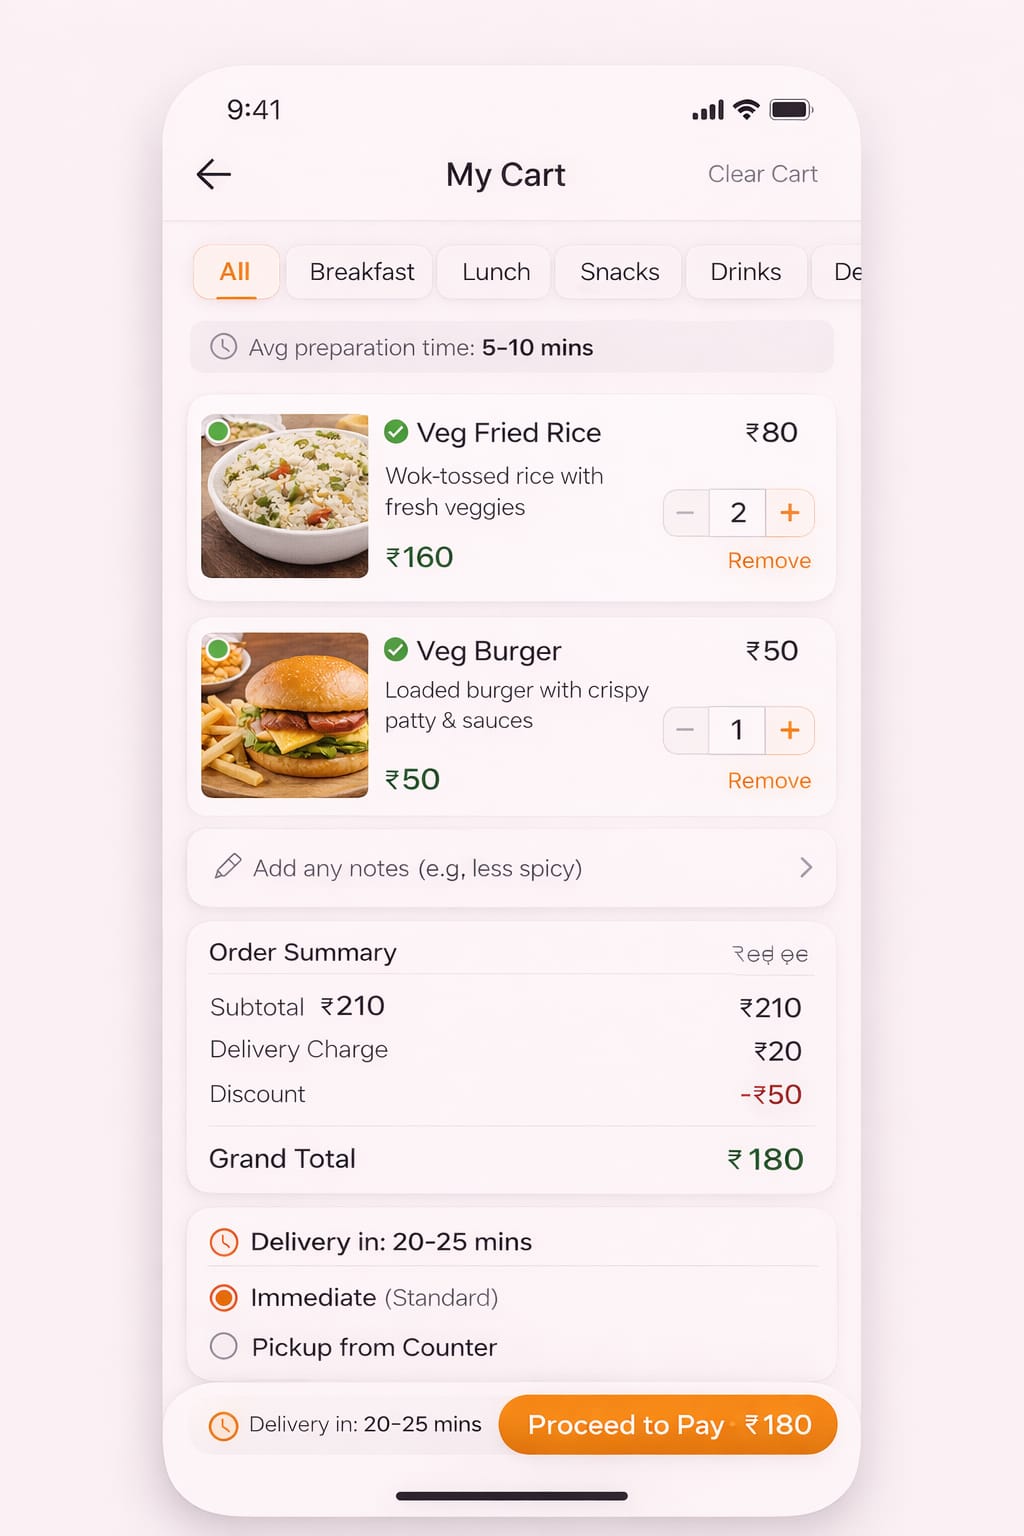 9:41
My Cart
Clear Cart
All
Breakfast
Lunch
Snacks
Drinks
De
Avg preparation time: 5–10 mins
Veg Fried Rice
₹80
Wok-tossed rice with
fresh veggies
− 2 +
₹160
Remove
Veg Burger
₹50
Loaded burger with crispy
patty & sauces
− 1 +
₹50
Remove
Add any notes (e.g, less spicy)
Order Summary
Subtotal ₹210 ₹210
Delivery Charge ₹20
Discount -₹50
Grand Total ₹180
Delivery in: 20–25 mins
Immediate (Standard)
Pickup from Counter
Delivery in: 20–25 mins
Proceed to Pay · ₹180